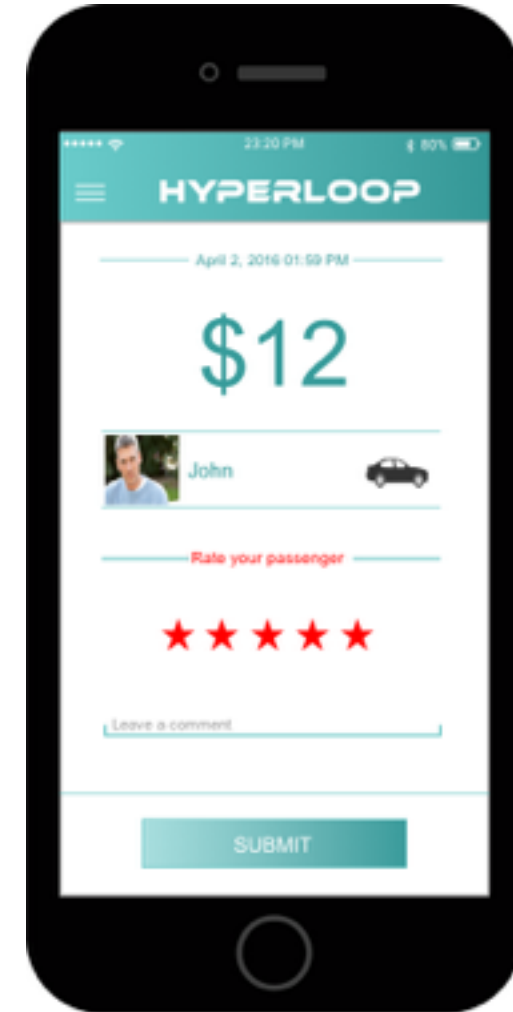 23:20 PM 80%
HYPERLOOP
April 2, 2016 01:59 PM
$12
John
Rate your passenger
Leave a comment
SUBMIT